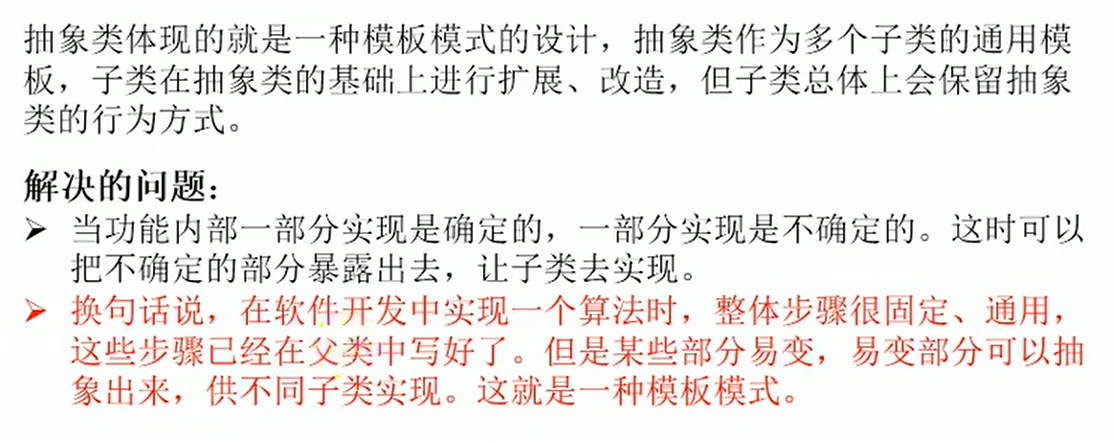 抽象类体现的就是一种模板模式的设计，抽象类作为多个子类的通用模
板，子类在抽象类的基础上进行扩展、改造，但子类总体上会保留抽象
类的行为方式。
解决的问题：
➢ 当功能内部一部分实现是确定的，一部分实现是不确定的。这时可以
把不确定的部分暴露出去，让子类去实现。
➢ 换句话说，在软件开发中实现一个算法时，整体步骤很固定、通用，
这些步骤已经在父类中写好了。但是某些部分易变，易变部分可以抽
象出来，供不同子类实现。这就是一种模板模式。